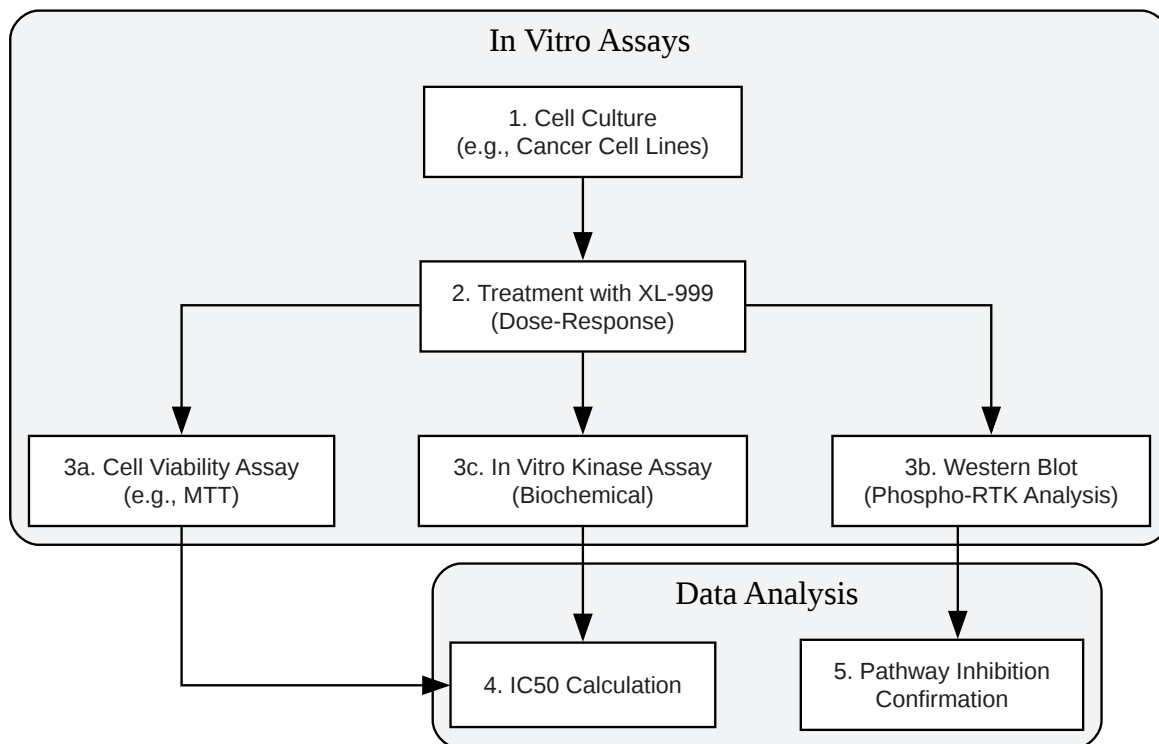 In Vitro Assays
1. Cell Culture
(e.g., Cancer Cell Lines)
2. Treatment with XL-999
(Dose-Response)
3a. Cell Viability Assay
(e.g., MTT)
3c. In Vitro Kinase Assay
(Biochemical)
3b. Western Blot
(Phospho-RTK Analysis)
Data Analysis
4. IC50 Calculation
5. Pathway Inhibition
Confirmation